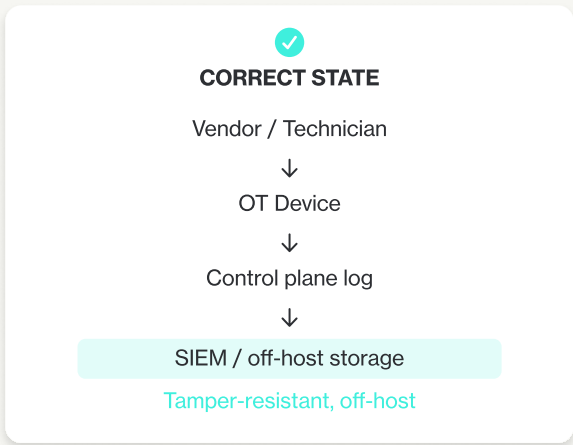 CORRECT STATE
Vendor / Technician
↓
OT Device
↓
Control plane log
↓
SIEM / off-host storage
Tamper-resistant, off-host